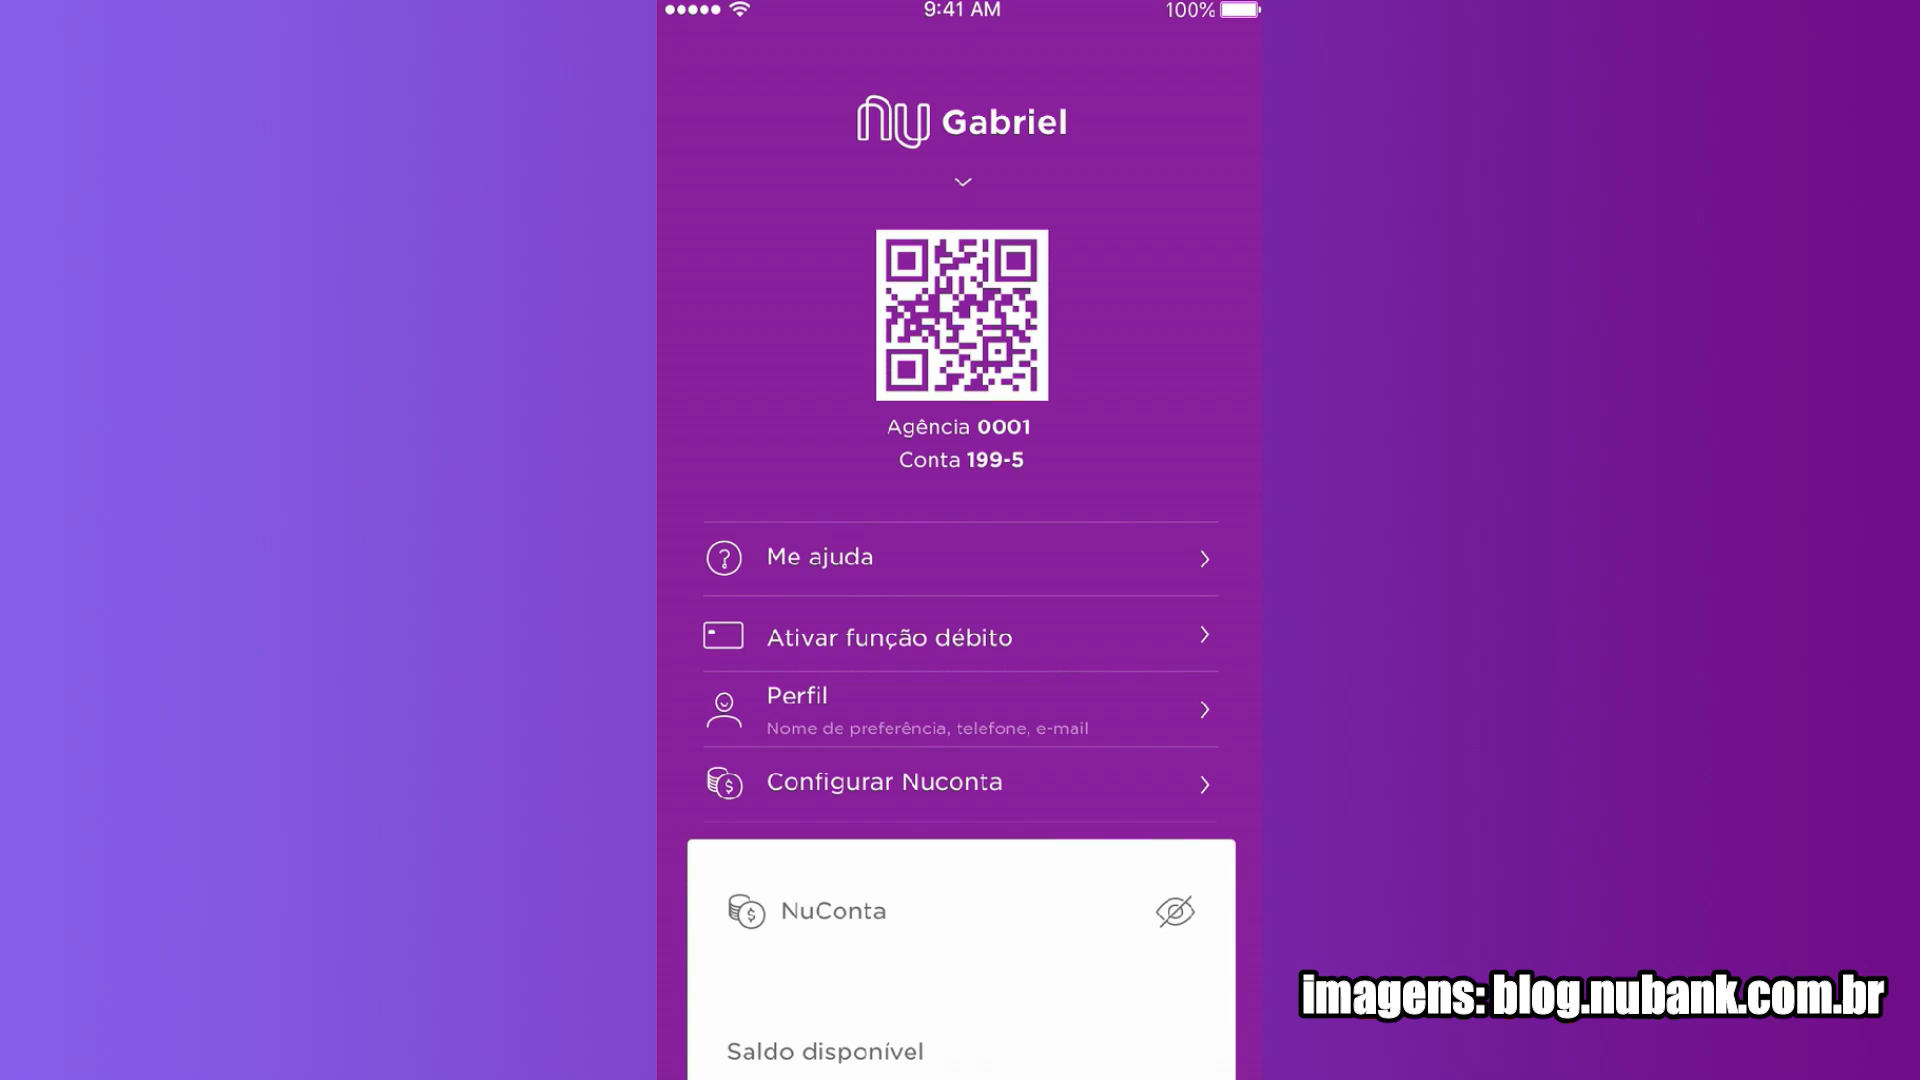 9:41 AM
100%
nu Gabriel
Agência 0001
Conta 199-5
Me ajuda
Ativar função débito
Perfil
Nome de preferência, telefone, e-mail
Configurar Nuconta
NuConta
Saldo disponível
imagens: blog.nubank.com.br